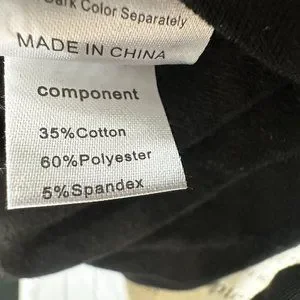 Dark Color Separately
MADE IN CHINA
component
35%Cotton
60%Polyester
5%Spandex